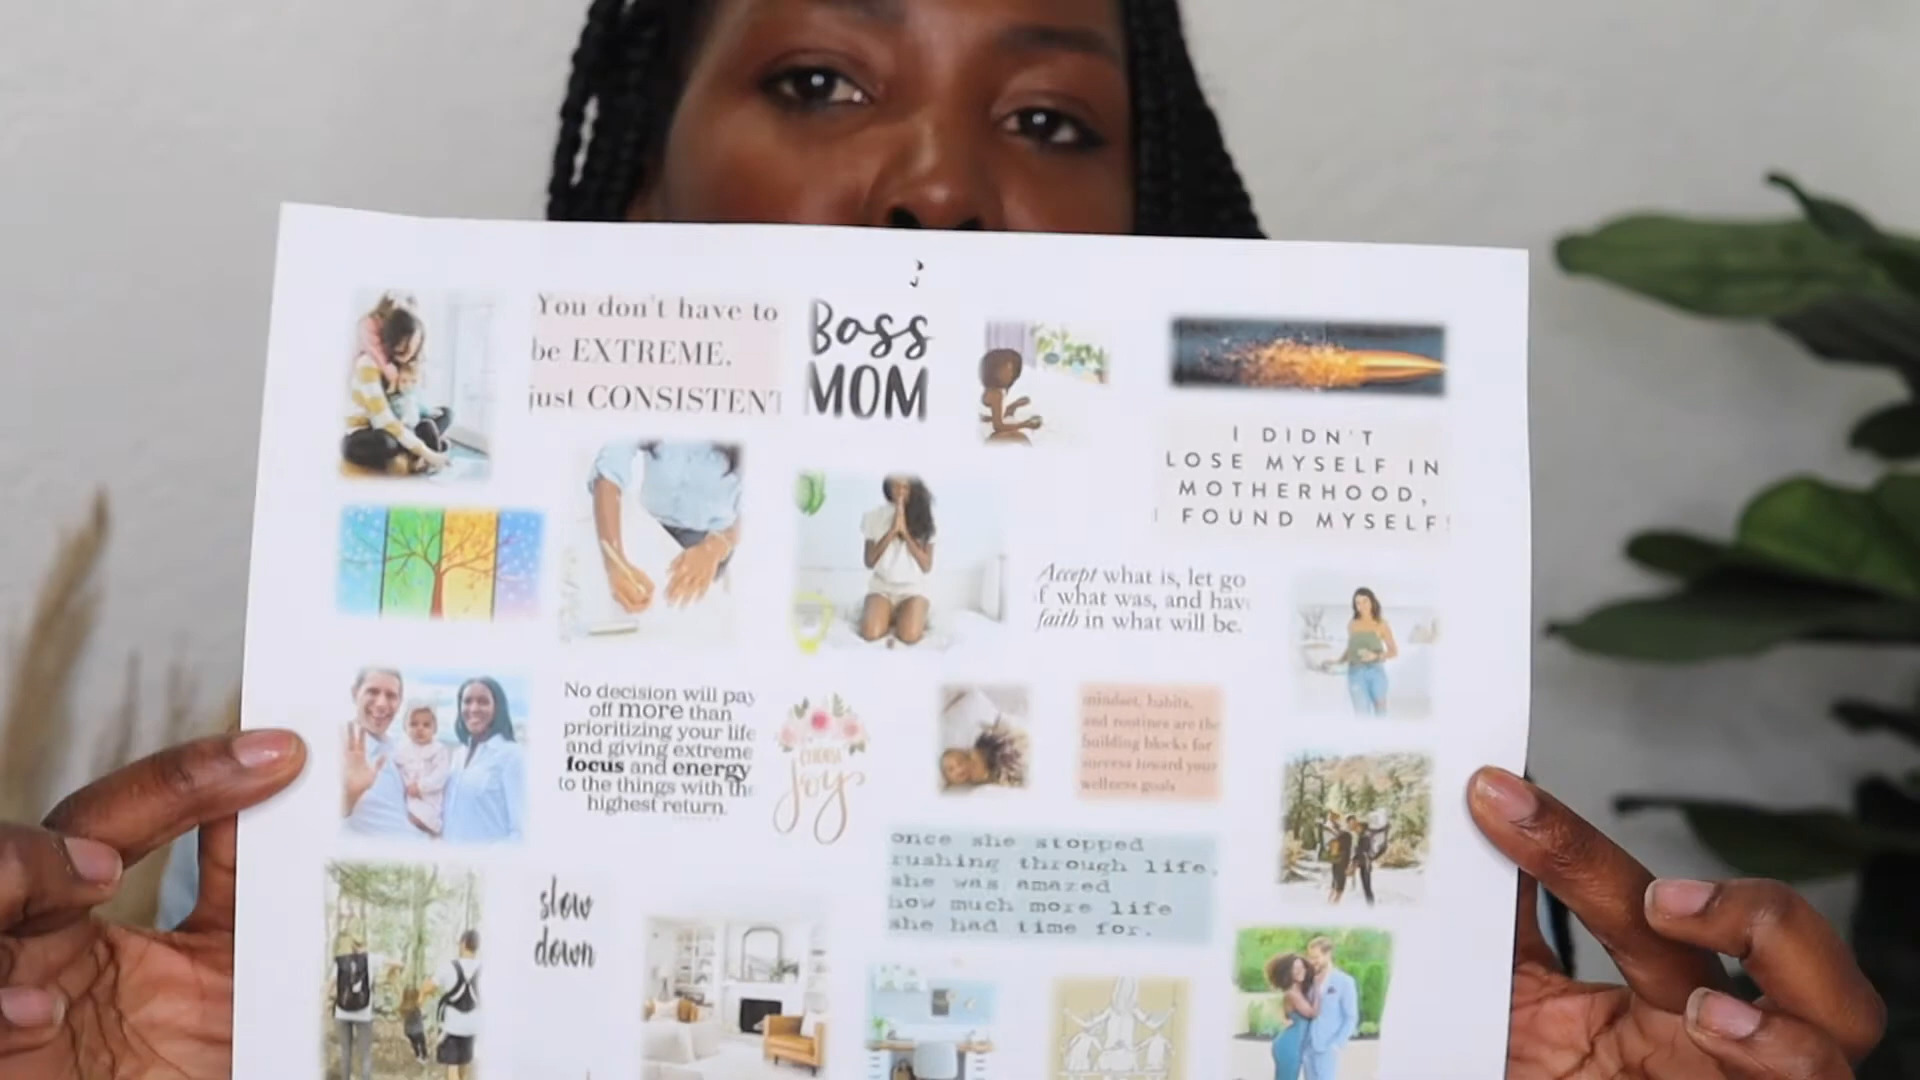 You don't have to
be EXTREME.
just CONSISTENT
Boss
MOM
I DIDN'T
LOSE MYSELF IN
MOTHERHOOD,
I FOUND MYSELF
Accept what is, let go
f what was, and hav
faith in what will be.
No decision will pay
off more than
prioritizing your life
and giving extreme
focus and energy
to the things with the
highest return.
CHOOSE
joy
mindset, habits,
and routines are the
building blocks for
success toward your
wellness goals
once she stopped
rushing through life,
she was amazed
how much more life
she had time for.
slow
down